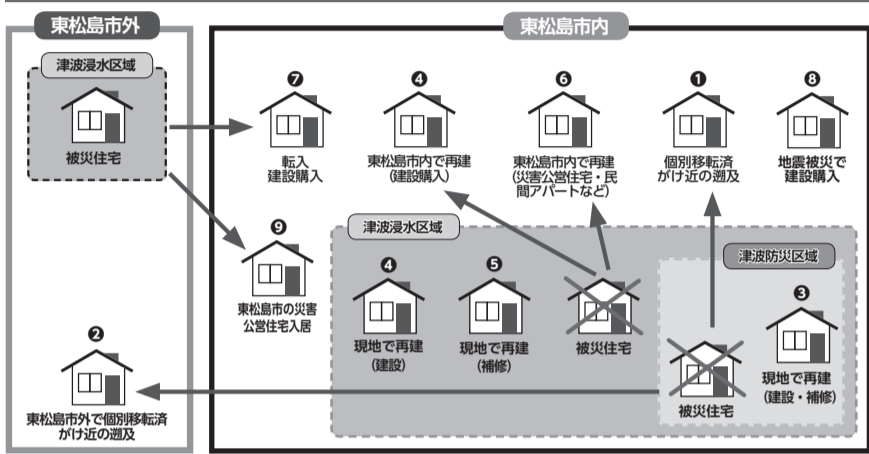 東松島市外
津波浸水区域
被災住宅
❷
東松島市外で個別移転済
がけ近の遡及
東松島市内
❼
転入
建設購入
❹
東松島市内で再建
(建設購入)
❻
東松島市内で再建
(災害公営住宅・民
間アパートなど)
❶
個別移転済
がけ近の遡及
❽
地震被災で
建設購入
❾
東松島市の災害
公営住宅入居
津波浸水区域
❹
現地で再建
(建設)
❺
現地で再建
(補修)
被災住宅
津波防災区域
被災住宅
❸
現地で再建
(建設・補修)